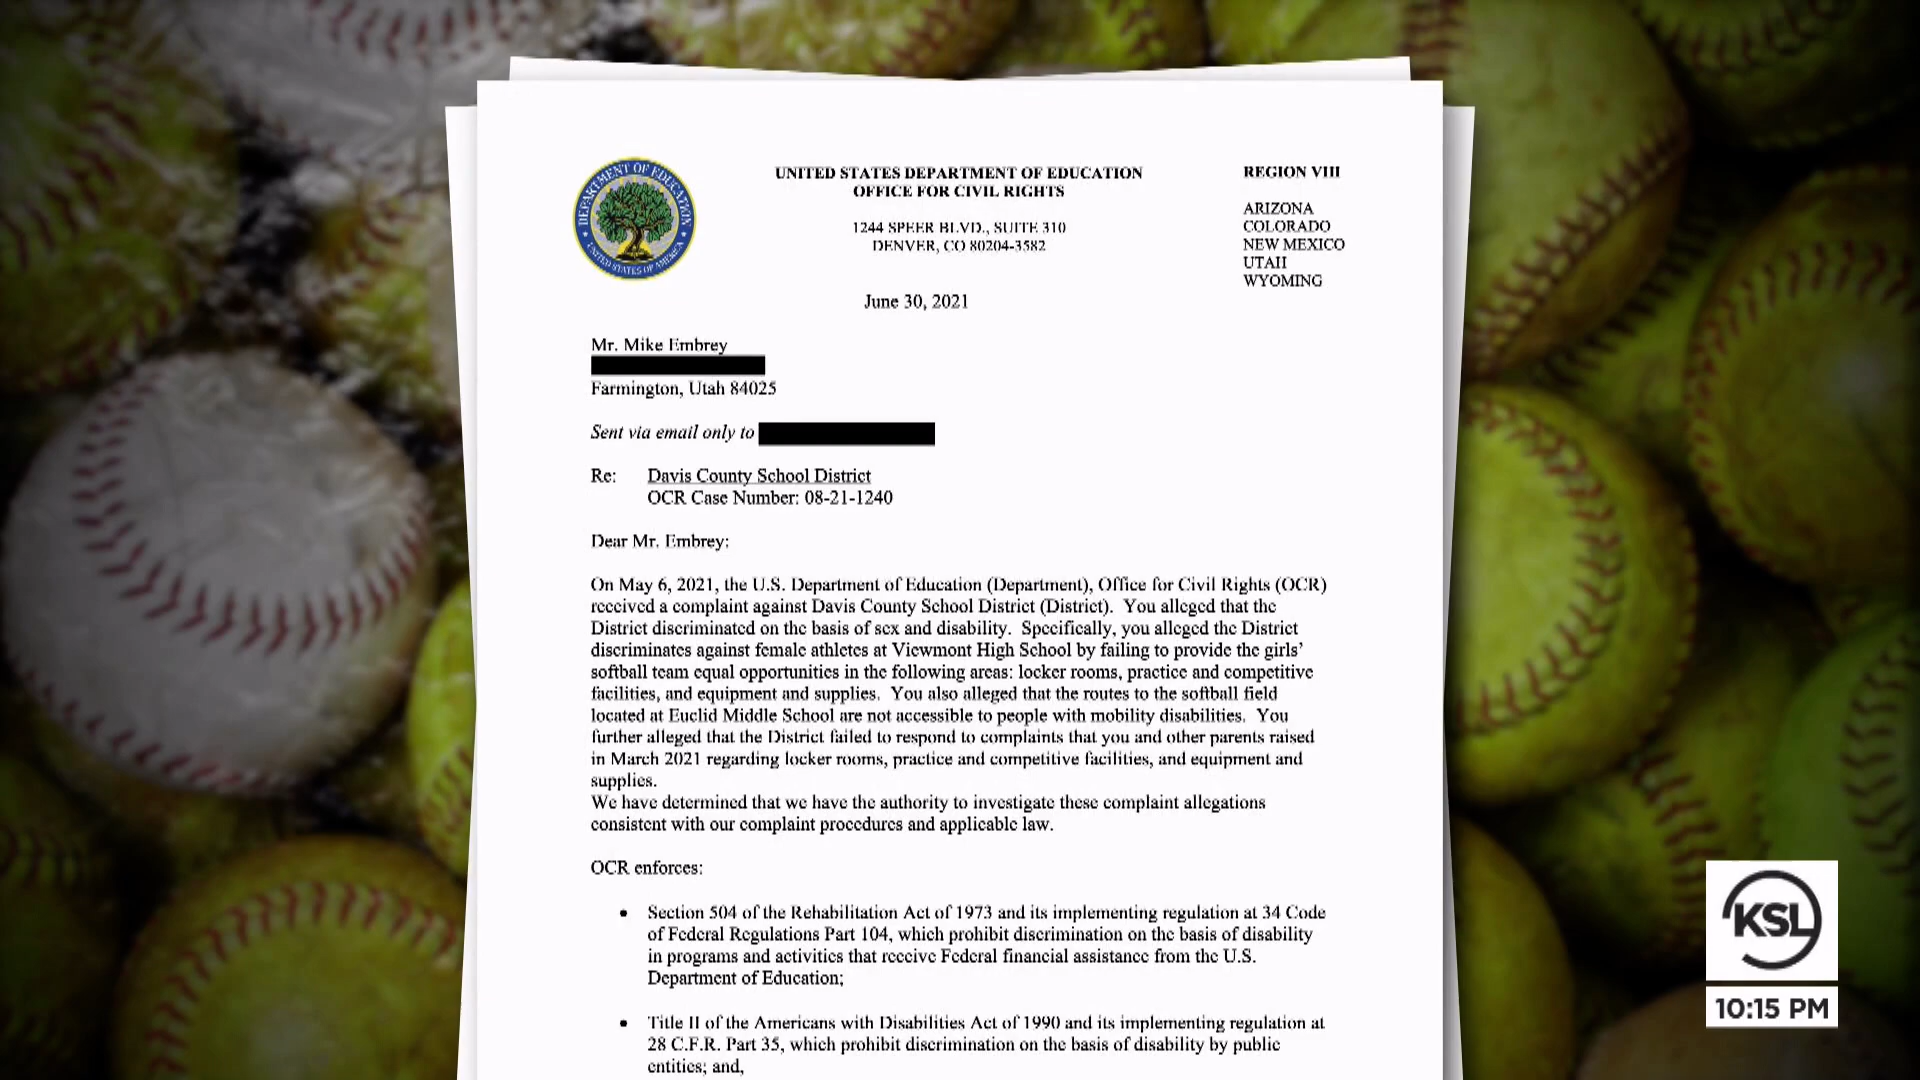 DEPARTMENT OF EDUCATION
UNITED STATES OF AMERICA
UNITED STATES DEPARTMENT OF EDUCATION
OFFICE FOR CIVIL RIGHTS
1244 SPEER BLVD., SUITE 310
DENVER, CO 80204-3582
REGION VIII
ARIZONA
COLORADO
NEW MEXICO
UTAH
WYOMING
June 30, 2021
Mr. Mike Embrey
Farmington, Utah 84025
Sent via email only to
Re: Davis County School District
OCR Case Number: 08-21-1240
Dear Mr. Embrey:
On May 6, 2021, the U.S. Department of Education (Department), Office for Civil Rights (OCR)
received a complaint against Davis County School District (District). You alleged that the
District discriminated on the basis of sex and disability. Specifically, you alleged the District
discriminates against female athletes at Viewmont High School by failing to provide the girls'
softball team equal opportunities in the following areas: locker rooms, practice and competitive
facilities, and equipment and supplies. You also alleged that the routes to the softball field
located at Euclid Middle School are not accessible to people with mobility disabilities. You
further alleged that the District failed to respond to complaints that you and other parents raised
in March 2021 regarding locker rooms, practice and competitive facilities, and equipment and
supplies.
We have determined that we have the authority to investigate these complaint allegations
consistent with our complaint procedures and applicable law.
OCR enforces:
• Section 504 of the Rehabilitation Act of 1973 and its implementing regulation at 34 Code
of Federal Regulations Part 104, which prohibit discrimination on the basis of disability
in programs and activities that receive Federal financial assistance from the U.S.
Department of Education;
• Title II of the Americans with Disabilities Act of 1990 and its implementing regulation at
28 C.F.R. Part 35, which prohibit discrimination on the basis of disability by public
entities; and,
KSL
10:15 PM